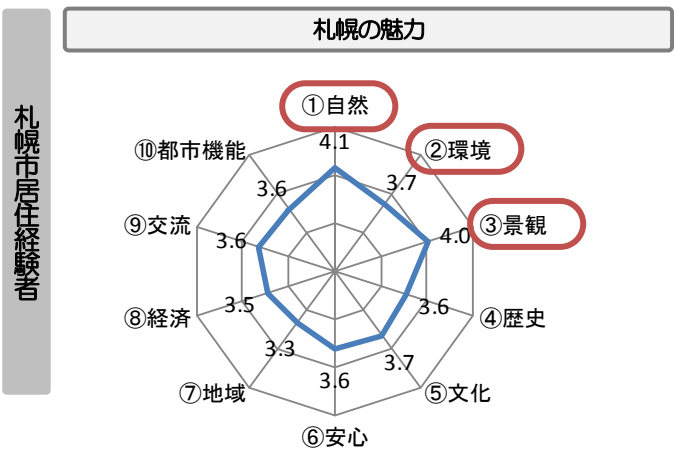 札幌の魅力
札幌市居住経験者
①自然
4.1
②環境
3.7
③景観
4.0
④歴史
3.6
⑤文化
3.7
⑥安心
3.6
⑦地域
3.3
⑧経済
3.5
⑨交流
3.6
⑩都市機能
3.6